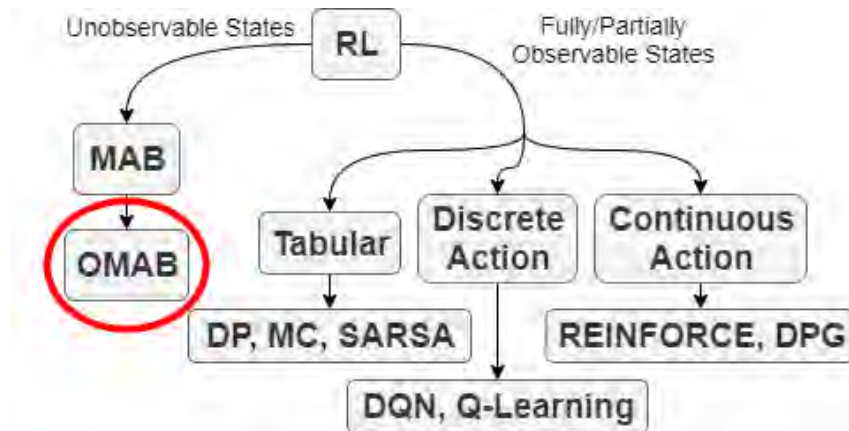 Unobservable States
RL
Fully/Partially
Observable States
MAB
OMAB
Tabular
Discrete
Action
Continuous
Action
DP, MC, SARSA
REINFORCE, DPG
DQN, Q-Learning